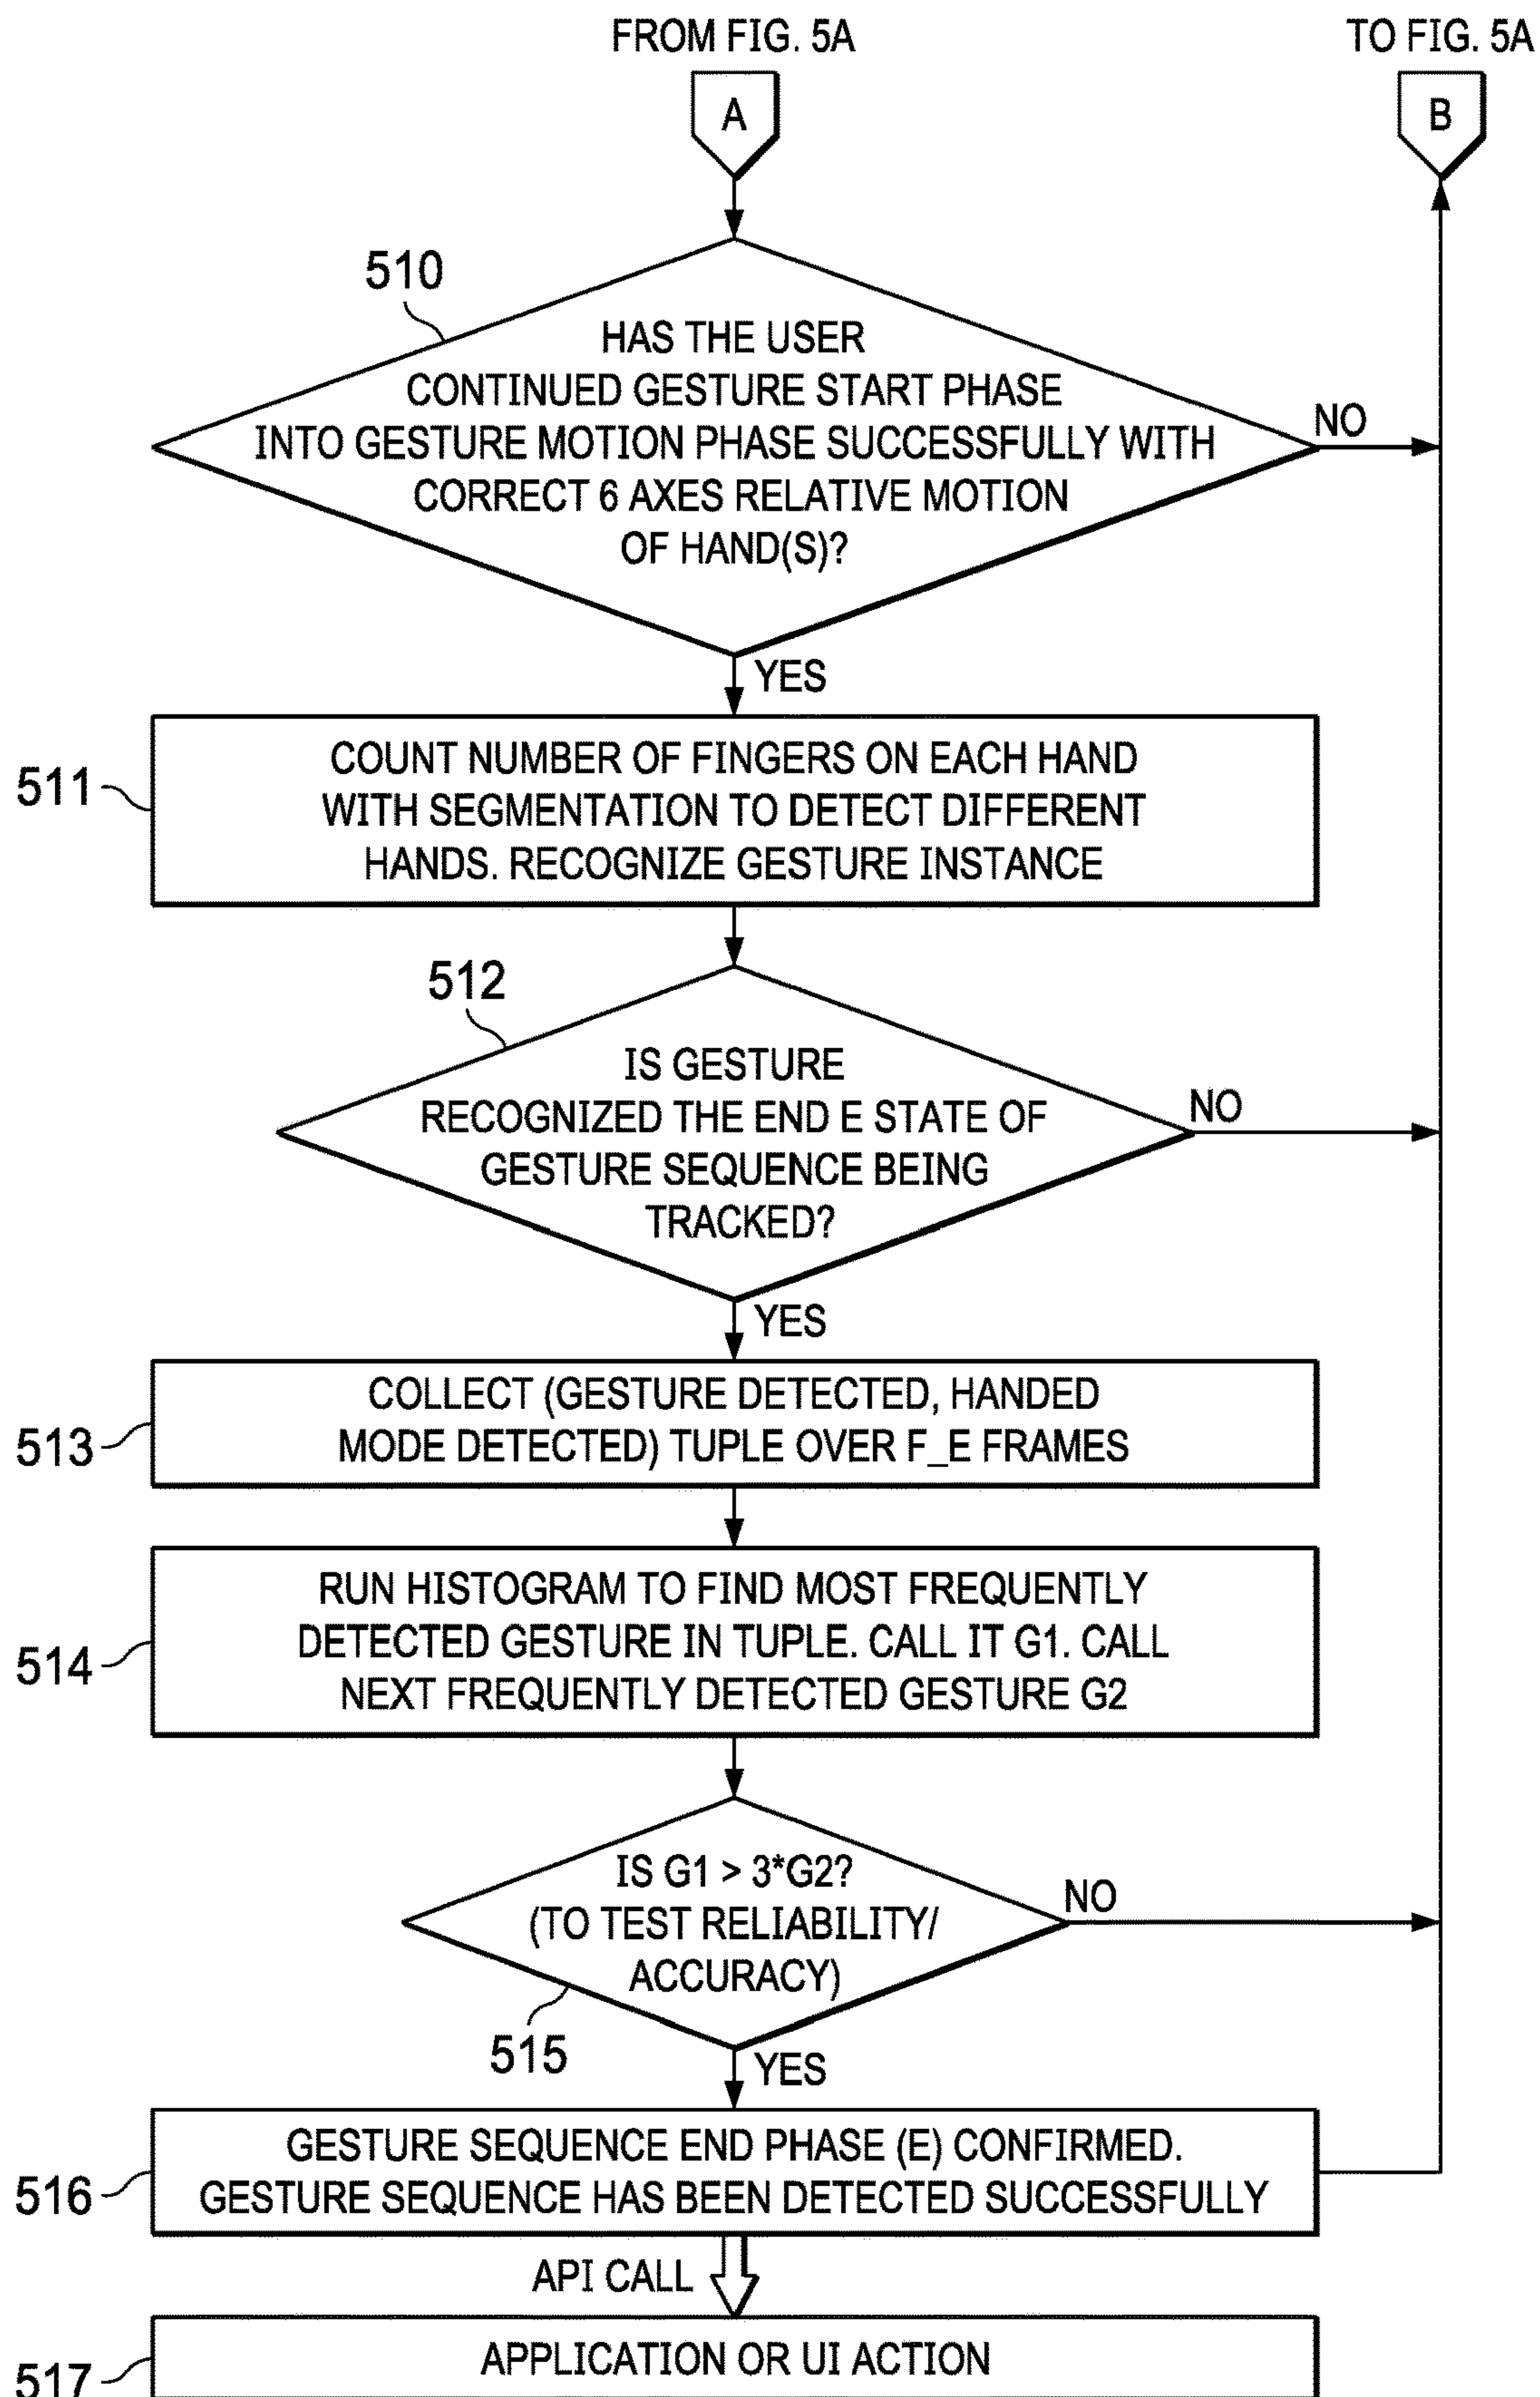 FROM FIG. 5A
TO FIG. 5A
A
B
510
HAS THE USER
CONTINUED GESTURE START PHASE
INTO GESTURE MOTION PHASE SUCCESSFULLY WITH
CORRECT 6 AXES RELATIVE MOTION
OF HAND(S)?
NO
YES
511
COUNT NUMBER OF FINGERS ON EACH HAND
WITH SEGMENTATION TO DETECT DIFFERENT
HANDS. RECOGNIZE GESTURE INSTANCE
512
IS GESTURE
RECOGNIZED THE END E STATE OF
GESTURE SEQUENCE BEING
TRACKED?
NO
YES
513
COLLECT (GESTURE DETECTED, HANDED
MODE DETECTED) TUPLE OVER F_E FRAMES
514
RUN HISTOGRAM TO FIND MOST FREQUENTLY
DETECTED GESTURE IN TUPLE. CALL IT G1. CALL
NEXT FREQUENTLY DETECTED GESTURE G2
IS G1 > 3*G2?
(TO TEST RELIABILITY/
ACCURACY)
NO
515
YES
516
GESTURE SEQUENCE END PHASE (E) CONFIRMED.
GESTURE SEQUENCE HAS BEEN DETECTED SUCCESSFULLY
API CALL
517
APPLICATION OR UI ACTION